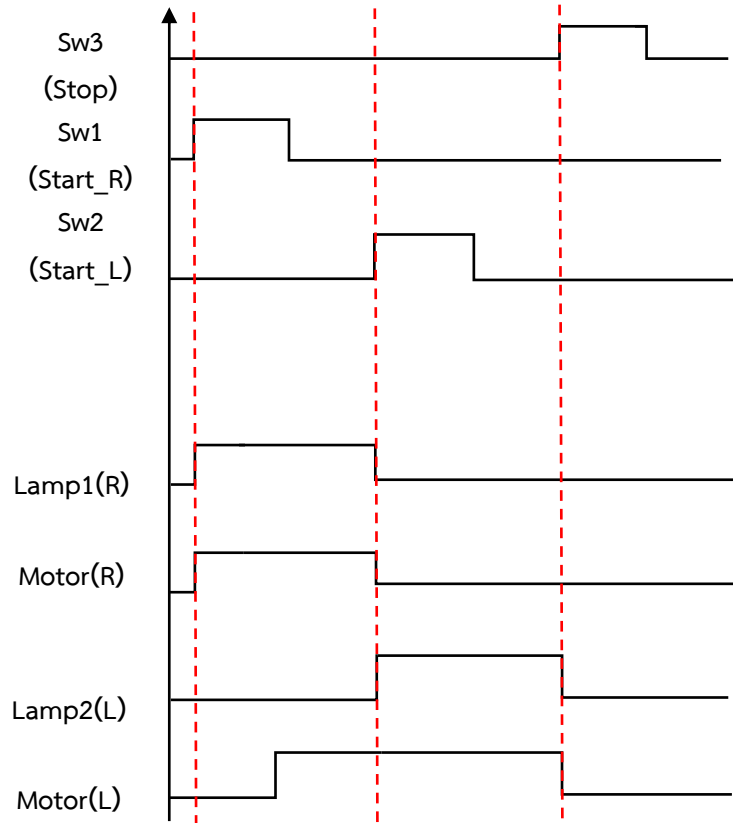 Sw3
(Stop)
Sw1
(Start_R)
Sw2
(Start_L)
Lamp1(R)
Motor(R)
Lamp2(L)
Motor(L)